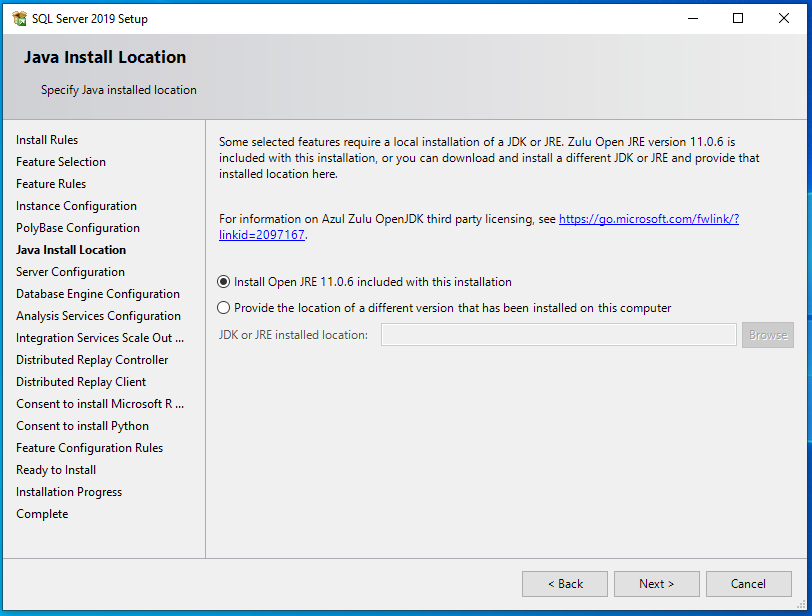 SQL Server 2019 Setup
Java Install Location
Specify Java installed location
Install Rules
Feature Selection
Feature Rules
Instance Configuration
PolyBase Configuration
Java Install Location
Server Configuration
Database Engine Configuration
Analysis Services Configuration
Integration Services Scale Out ...
Distributed Replay Controller
Distributed Replay Client
Consent to install Microsoft R ...
Consent to install Python
Feature Configuration Rules
Ready to Install
Installation Progress
Complete
Some selected features require a local installation of a JDK or JRE. Zulu Open JRE version 11.0.6 is
included with this installation, or you can download and install a different JDK or JRE and provide that
installed location here.
For information on Azul Zulu OpenJDK third party licensing, see https://go.microsoft.com/fwlink/?
linkid=2097167.
Install Open JRE 11.0.6 included with this installation
Provide the location of a different version that has been installed on this computer
JDK or JRE installed location:
Browse
< Back
Next >
Cancel